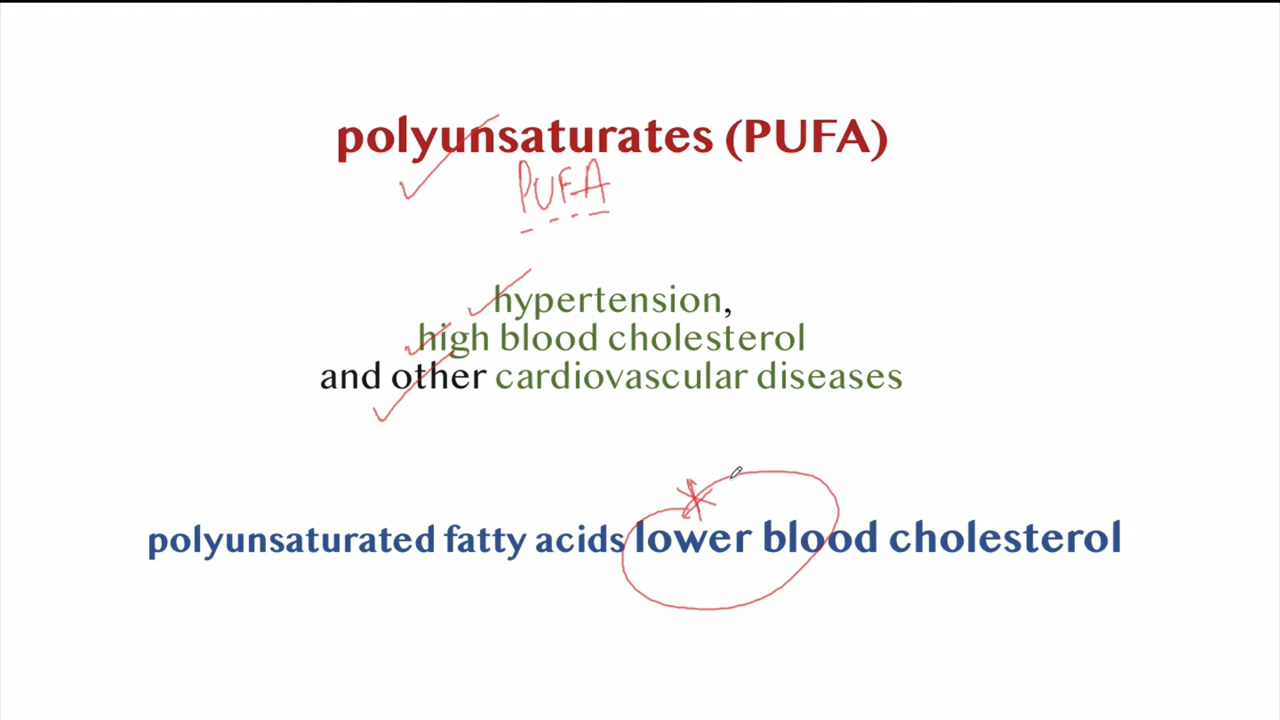 polyunsaturates (PUFA)
PUFA
hypertension,
high blood cholesterol
and other cardiovascular diseases
polyunsaturated fatty acids lower blood cholesterol